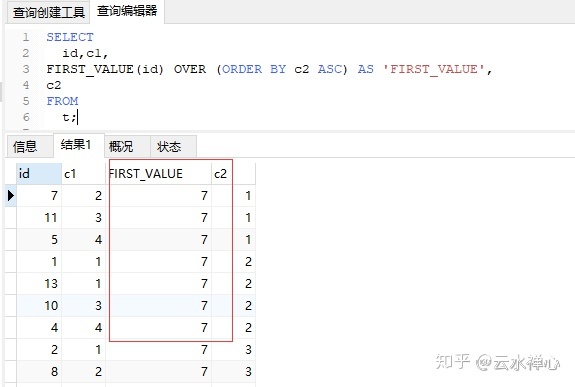 查询创建工具 查询编辑器
1 SELECT
2 id,c1,
3 FIRST_VALUE(id) OVER (ORDER BY c2 ASC) AS 'FIRST_VALUE',
4 c2
5 FROM
6 t;
信息 结果1 概况 状态
id c1 FIRST_VALUE c2
7 2 7 1
11 3 7 1
5 4 7 1
1 1 7 2
13 1 7 2
10 3 7 2
4 4 7 2
2 1 7 3
8 2 7 3
知乎 @云水禅心